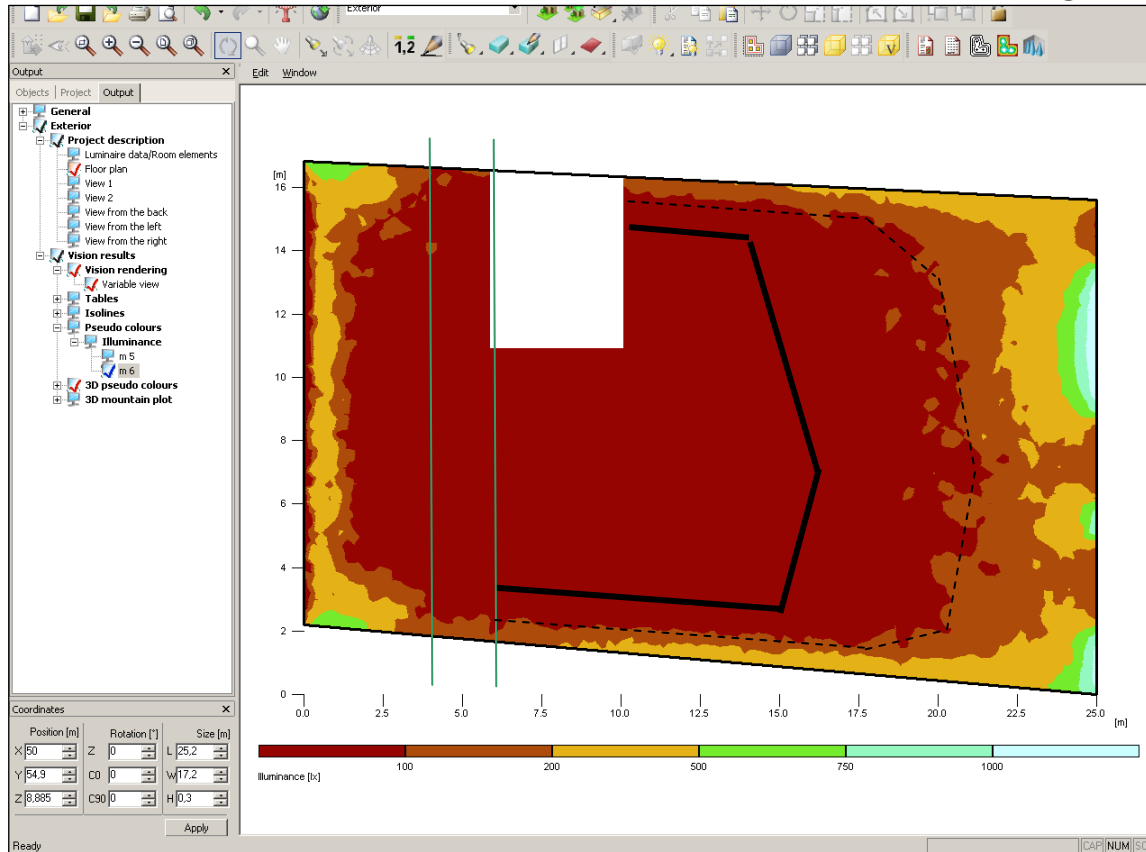 Exterior
1,2
Output
Edit Window
Objects Project Output
General
Exterior
Project description
Luminaire data/Room elements
Floor plan
View 1
View 2
View from the back
View from the left
View from the right
Vision results
Vision rendering
Variable view
Tables
Isolines
Pseudo colours
Illuminance
m 5
m 6
3D pseudo colours
3D mountain plot
[m]
16
14
12
10
8
6
4
2
0
0.0 2.5 5.0 7.5 10.0 12.5 15.0 17.5 20.0 22.5 25.0
[m]
100 200 500 750 1000
Illuminance [lx]
Coordinates
Position [m] Rotation [°] Size [m]
X 50 Z 0 L 25,2
Y 54,9 C0 0 W 17,2
Z 8,885 C90 0 H 0,3
Apply
Ready
CAP NUM SC